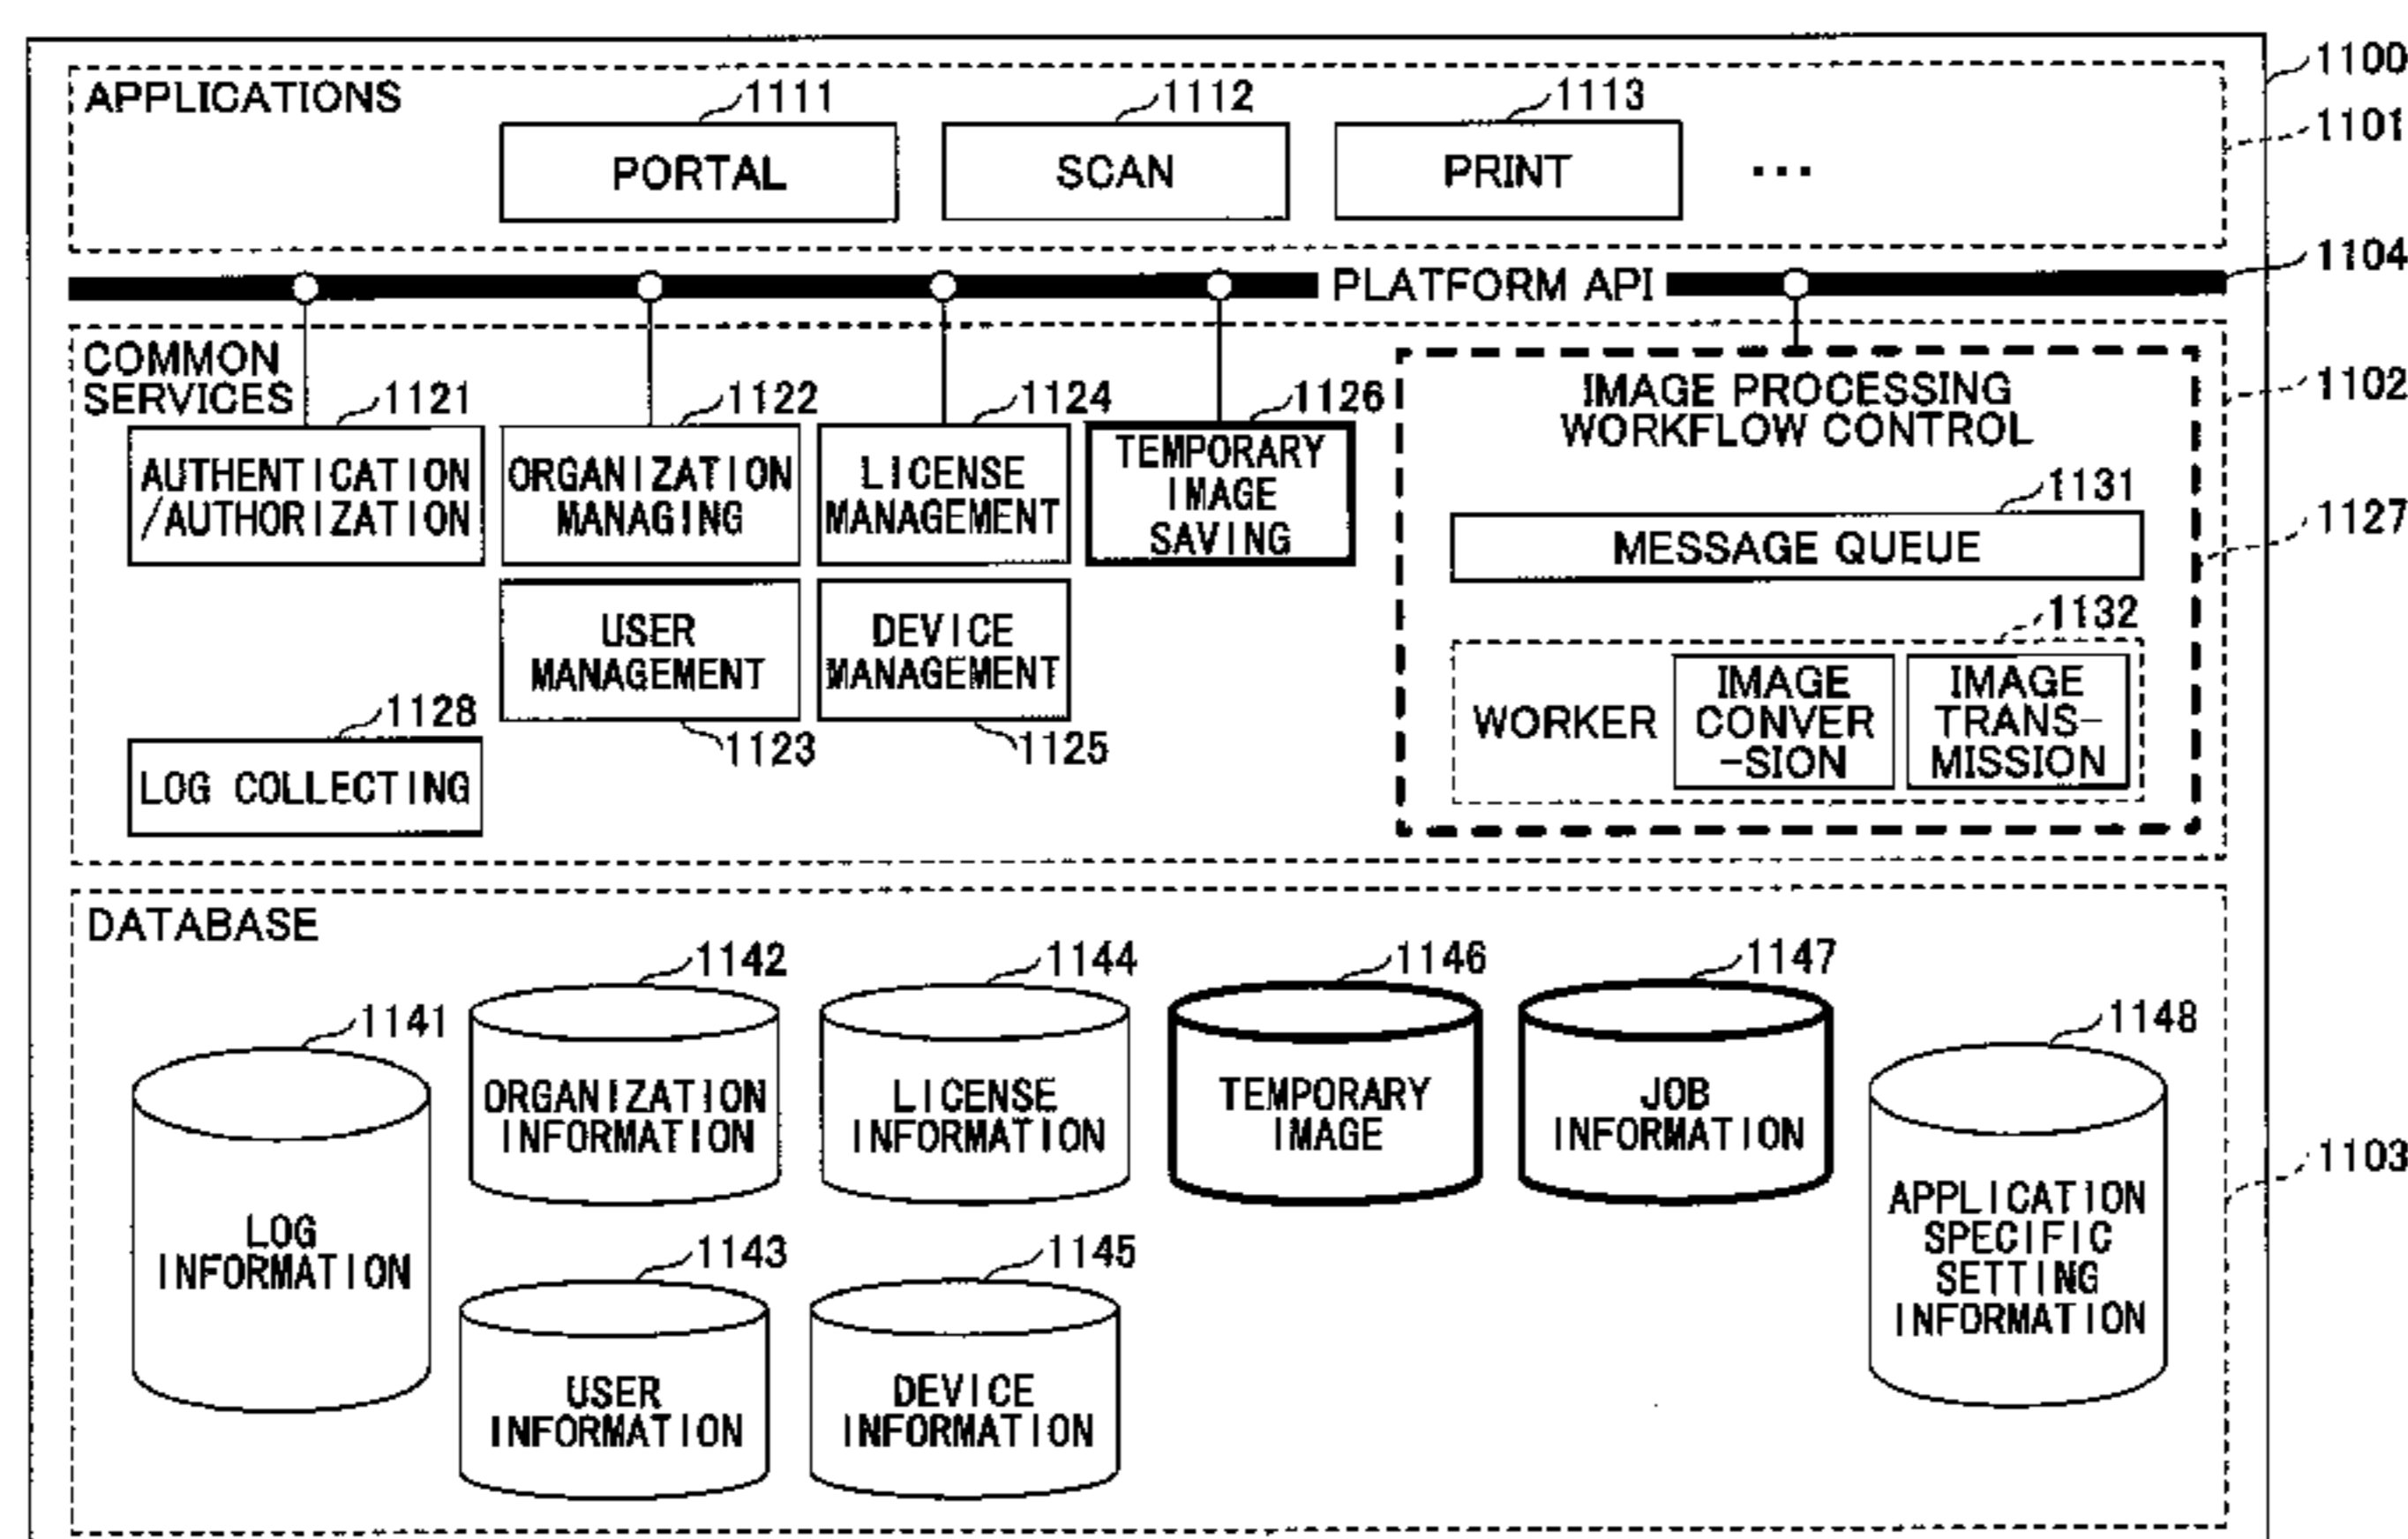 1100
APPLICATIONS
1111
1112
1113
1101
PORTAL
SCAN
PRINT
...
1104
PLATFORM API
COMMON
SERVICES
1121
1122
1124
1126
1102
AUTHENTICATION
/AUTHORIZATION
ORGANIZATION
MANAGING
LICENSE
MANAGEMENT
TEMPORARY
IMAGE
SAVING
IMAGE PROCESSING
WORKFLOW CONTROL
1131
1127
MESSAGE QUEUE
USER
MANAGEMENT
1123
DEVICE
MANAGEMENT
1125
1132
WORKER
IMAGE
CONVER
-SION
IMAGE
TRANS-
MISSION
1128
LOG COLLECTING
DATABASE
1141
LOG
INFORMATION
1142
ORGANIZATION
INFORMATION
1144
LICENSE
INFORMATION
1146
TEMPORARY
IMAGE
1147
JOB
INFORMATION
1148
APPLICATION
SPECIFIC
SETTING
INFORMATION
1103
1143
USER
INFORMATION
1145
DEVICE
INFORMATION